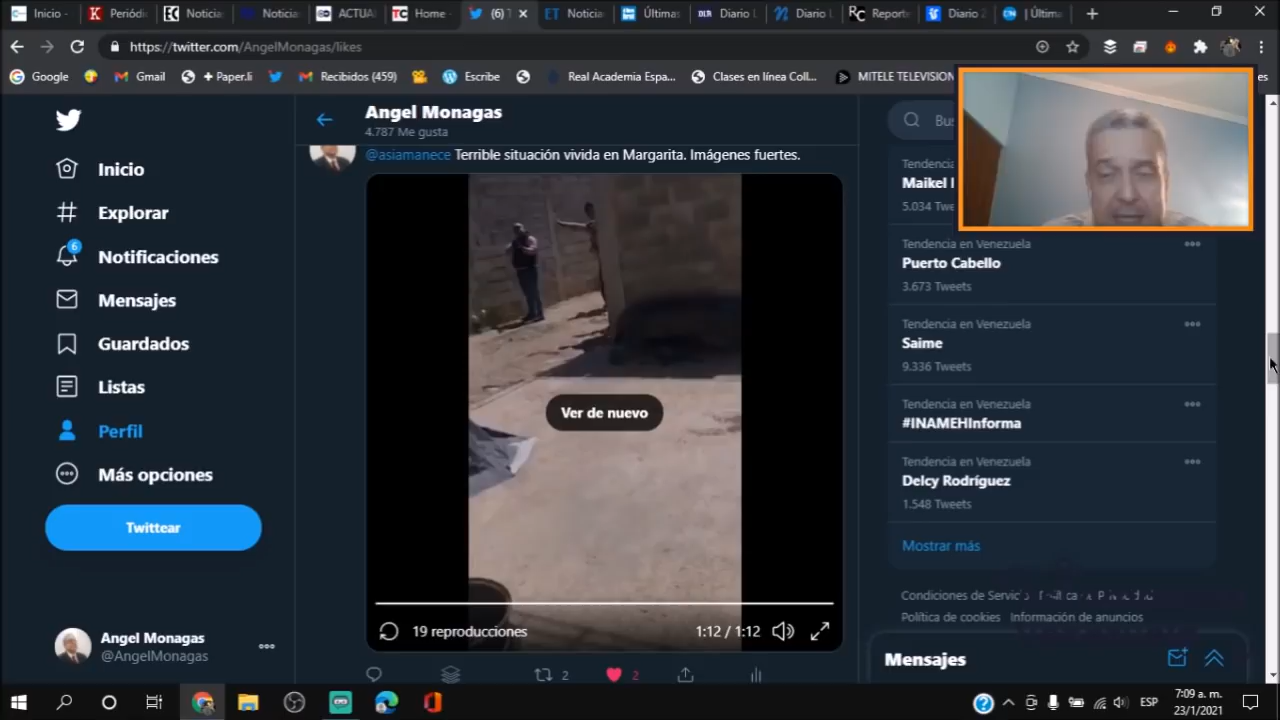 Inicio -
Periódi
Noticia
Noticia
ACTUA
Home -
(6) T
Noticia
Últimas
Diario L
Diario L
Reporte
Diario 2
| Última
https://twitter.com/AngelMonagas/likes
Google
Gmail
+ Paper.li
Recibidos (459)
Escribe
Real Academia Espa...
Clases en línea Coll...
MITELE TELEVISION
es
Angel Monagas
4.787 Me gusta
@asiamanece Terrible situación vivida en Margarita. Imágenes fuertes.
Inicio
Explorar
6
Notificaciones
Mensajes
Guardados
Listas
Perfil
Más opciones
Twittear
Angel Monagas
@AngelMonagas
Ver de nuevo
19 reproducciones
1:12 / 1:12
2
2
Bus
Tendencia
Maikel
5.034 Twe
Tendencia en Venezuela
Puerto Cabello
3.673 Tweets
Tendencia en Venezuela
Saime
9.336 Tweets
Tendencia en Venezuela
#INAMEHInforma
Tendencia en Venezuela
Delcy Rodríguez
1.548 Tweets
Mostrar más
Condiciones de Servic
Política de cookies Información de anuncios
Mensajes
ESP
7:09 a. m.
23/1/2021